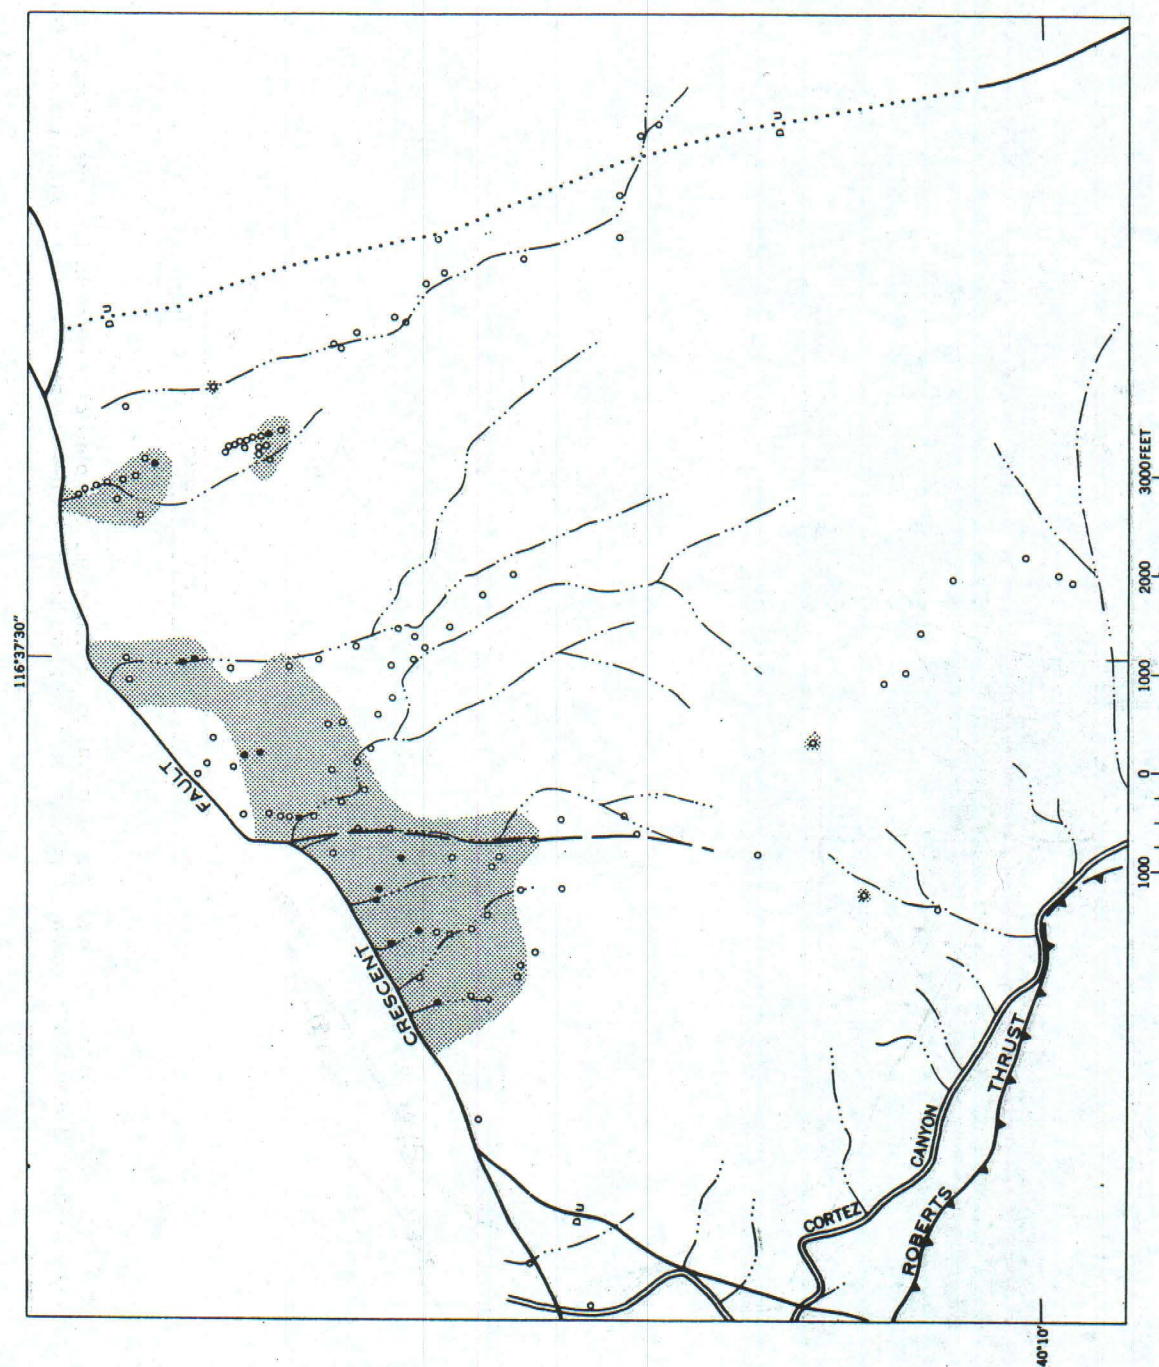 116°37'30"
D U
D U
FAULT
CRESCENT
D U
CORTEZ
CANYON
ROBERTS
THRUST
1000
0
1000
2000
3000 FEET
40°10'